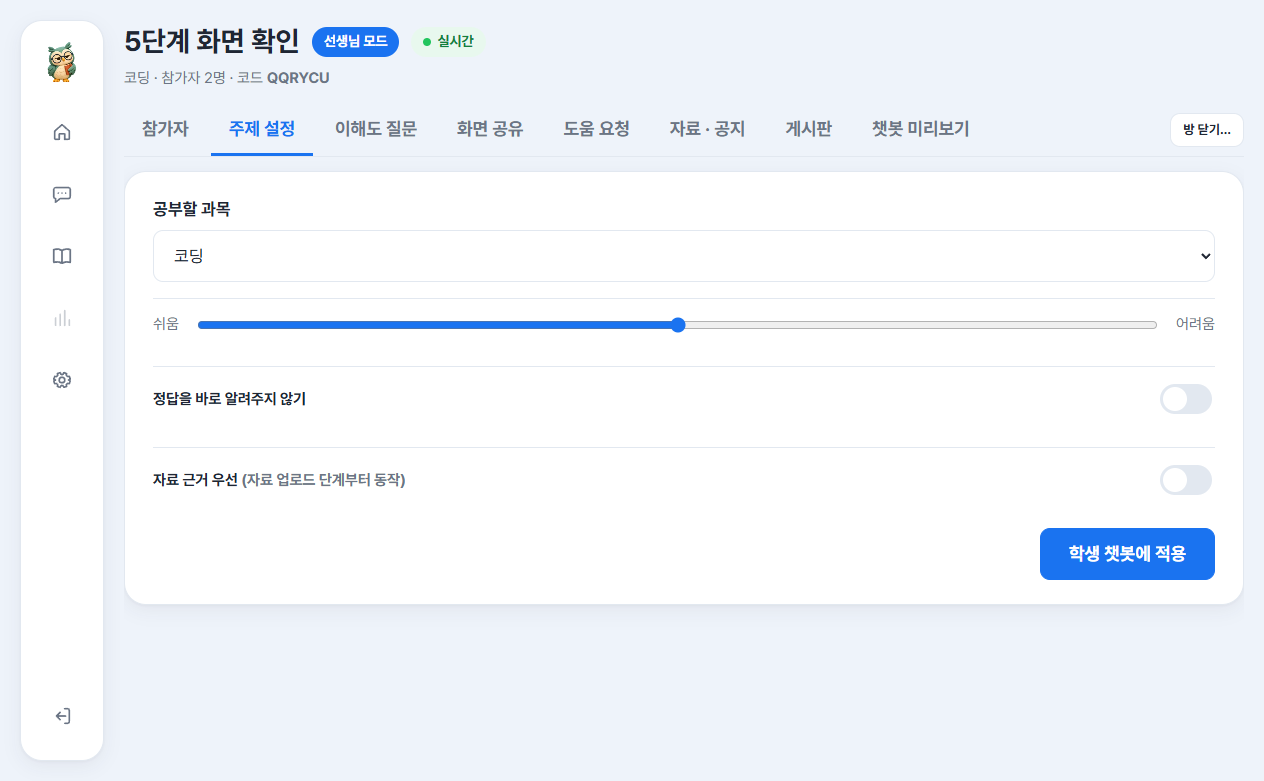 5단계 화면 확인 선생님 모드 실시간
코딩 · 참가자 2명 · 코드 QQRYCU
참가자 주제 설정 이해도 질문 화면 공유 도움 요청 자료 · 공지 게시판 챗봇 미리보기 방 닫기...
공부할 과목
코딩
쉬움 어려움
정답을 바로 알려주지 않기
자료 근거 우선 (자료 업로드 단계부터 동작)
학생 챗봇에 적용